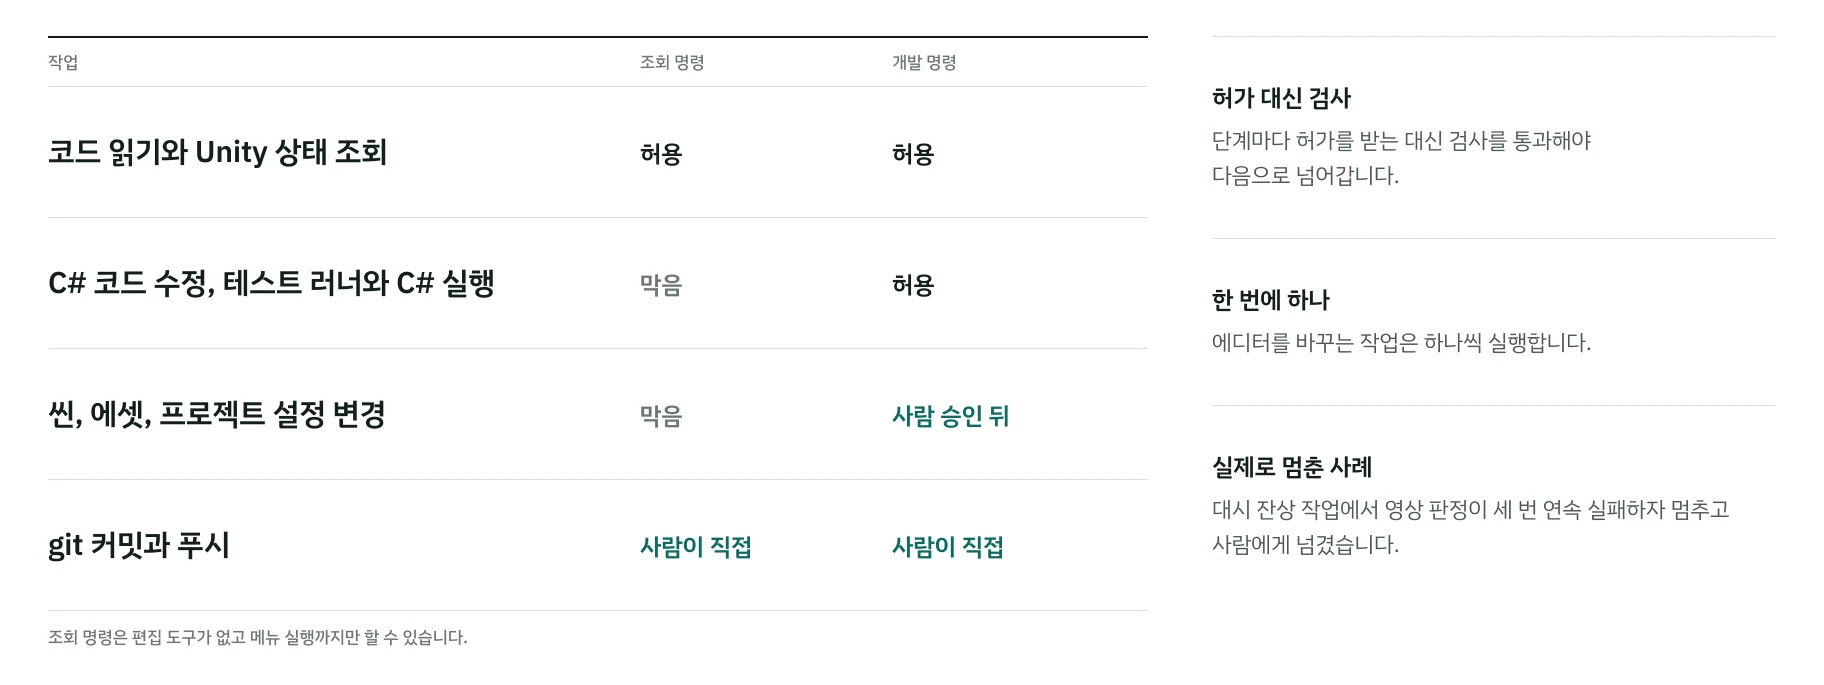 작업 조회 명령 개발 명령
코드 읽기와 Unity 상태 조회 허용 허용
C# 코드 수정, 테스트 러너와 C# 실행 막음 허용
씬, 에셋, 프로젝트 설정 변경 막음 사람 승인 뒤
git 커밋과 푸시 사람이 직접 사람이 직접
조회 명령은 편집 도구가 없고 메뉴 실행까지만 할 수 있습니다.
허가 대신 검사
단계마다 허가를 받는 대신 검사를 통과해야
다음으로 넘어갑니다.
한 번에 하나
에디터를 바꾸는 작업은 하나씩 실행합니다.
실제로 멈춘 사례
대시 잔상 작업에서 영상 판정이 세 번 연속 실패하자 멈추고
사람에게 넘겼습니다.